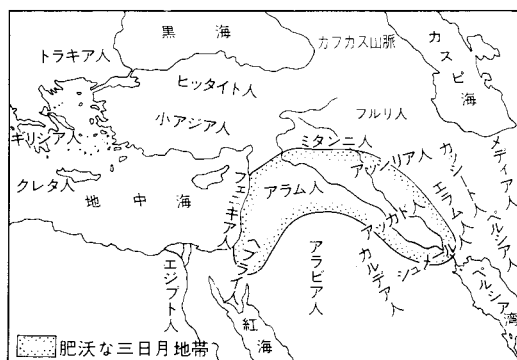 黒海
カフカス山脈
カスピ海
トラキア人
ヒッタイト人
フルリ人
小アジア人
ギリシア人
ミタンニ人
アッシリア人
カッシト人
メディア人
クレタ人
地中海
フェニキア人
アラム人
アッカド人
エラム人
ペルシア人
ヘブライ人
シュメール人
カルデア人
アラビア人
エジプト人
紅海
ペルシア湾
肥沃な三日月地帯